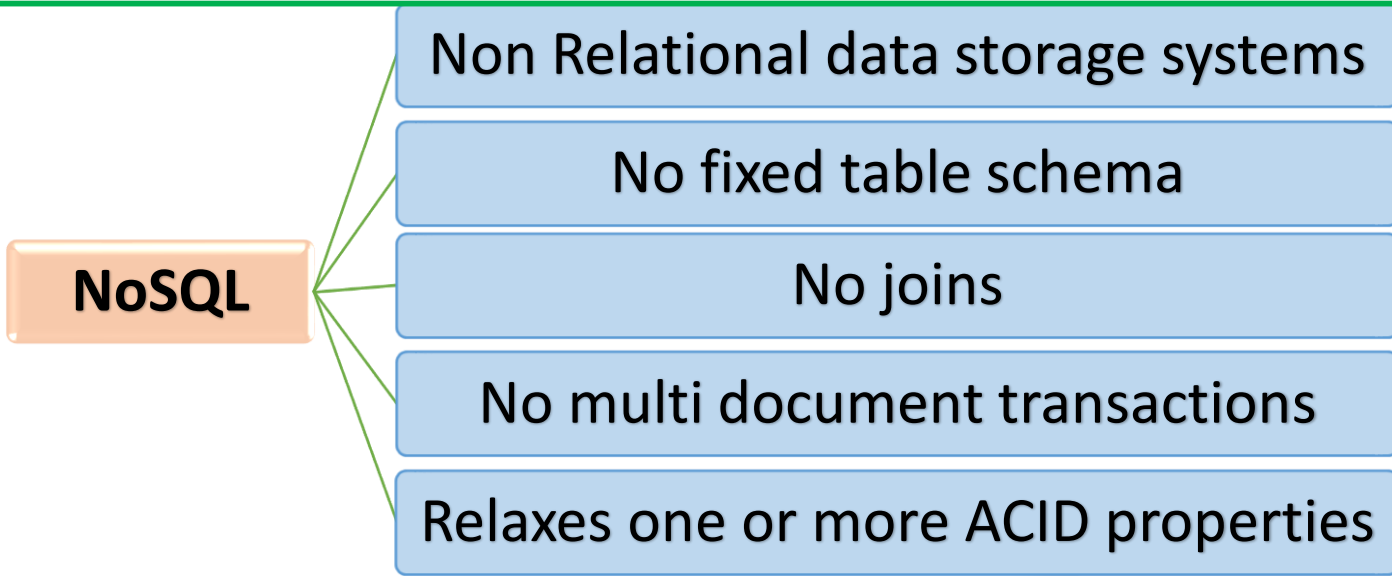 Non Relational data storage systems
No fixed table schema
NoSQL
No joins
No multi document transactions
Relaxes one or more ACID properties